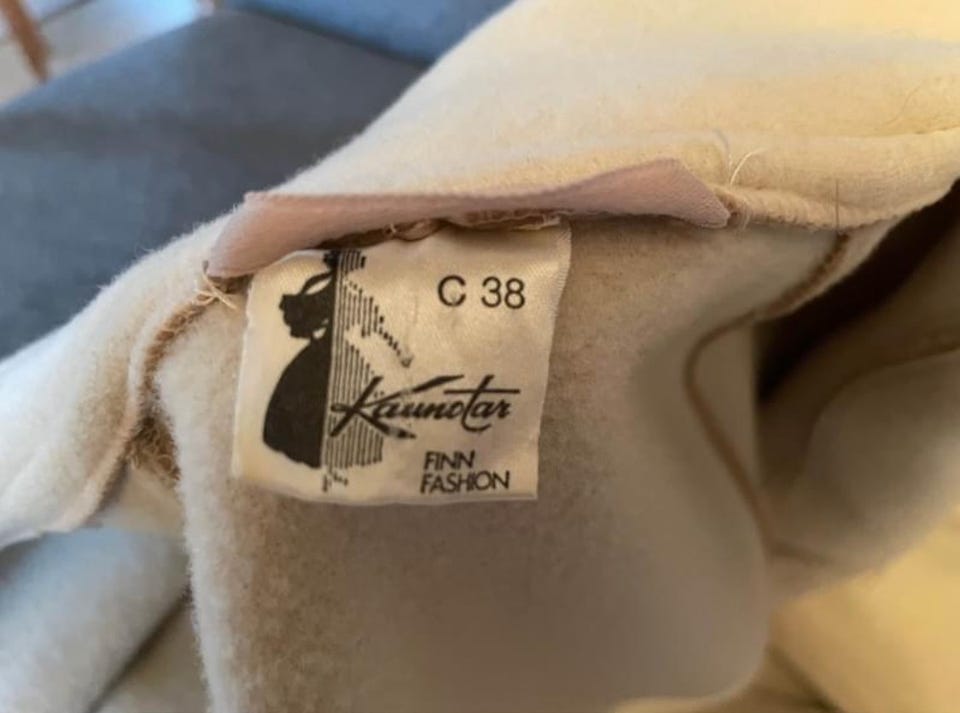 C 38
Kaunotar
FINN
FASHION